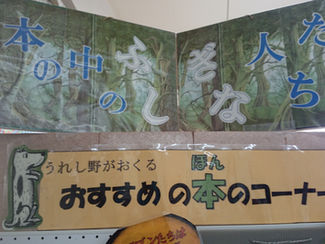 本の中のふしぎな人たち
うれし野がおくる
ほん
おすすめの本のコーナー